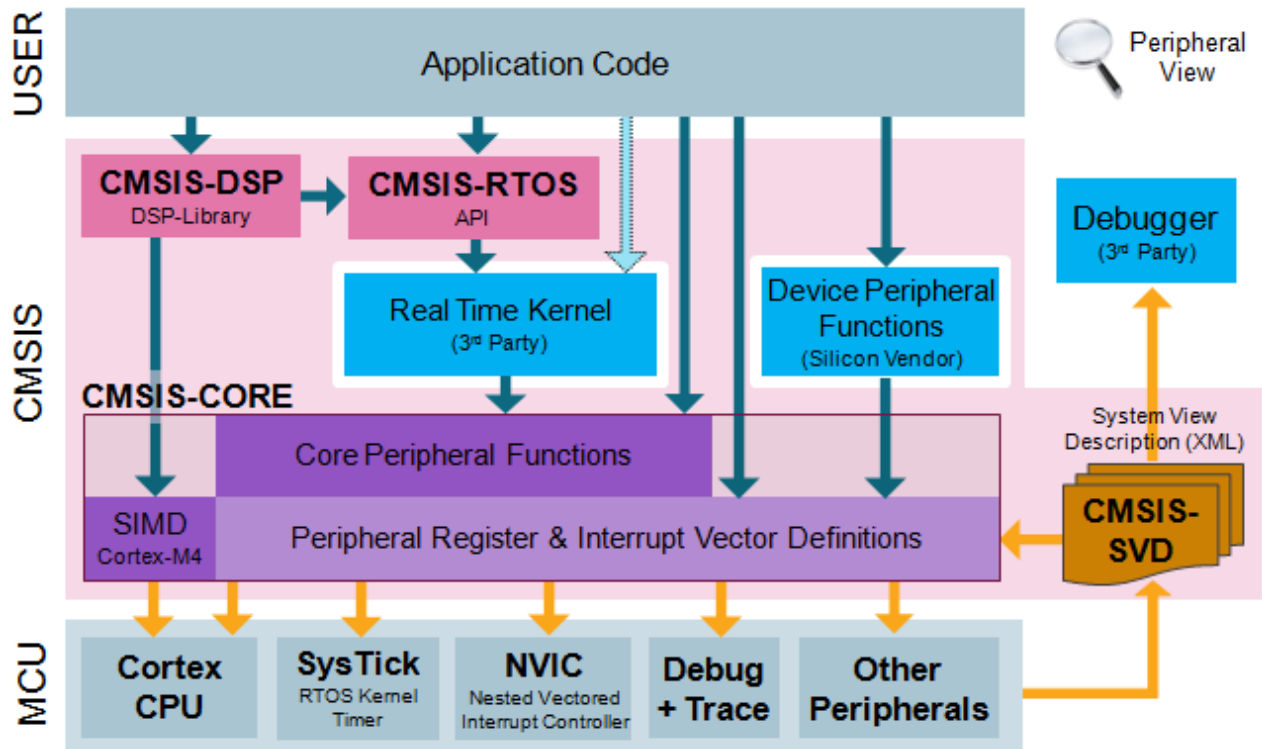 USER
Application Code
Peripheral
View
CMSIS
CMSIS-DSP
DSP-Library
CMSIS-RTOS
API
Real Time Kernel
(3rd Party)
Device Peripheral
Functions
(Silicon Vendor)
Debugger
(3rd Party)
CMSIS-CORE
Core Peripheral Functions
SIMD
Cortex-M4
Peripheral Register & Interrupt Vector Definitions
System View
Description (XML)
CMSIS-
SVD
MCU
Cortex
CPU
SysTick
RTOS Kernel
Timer
NVIC
Nested Vectored
Interrupt Controller
Debug
+ Trace
Other
Peripherals